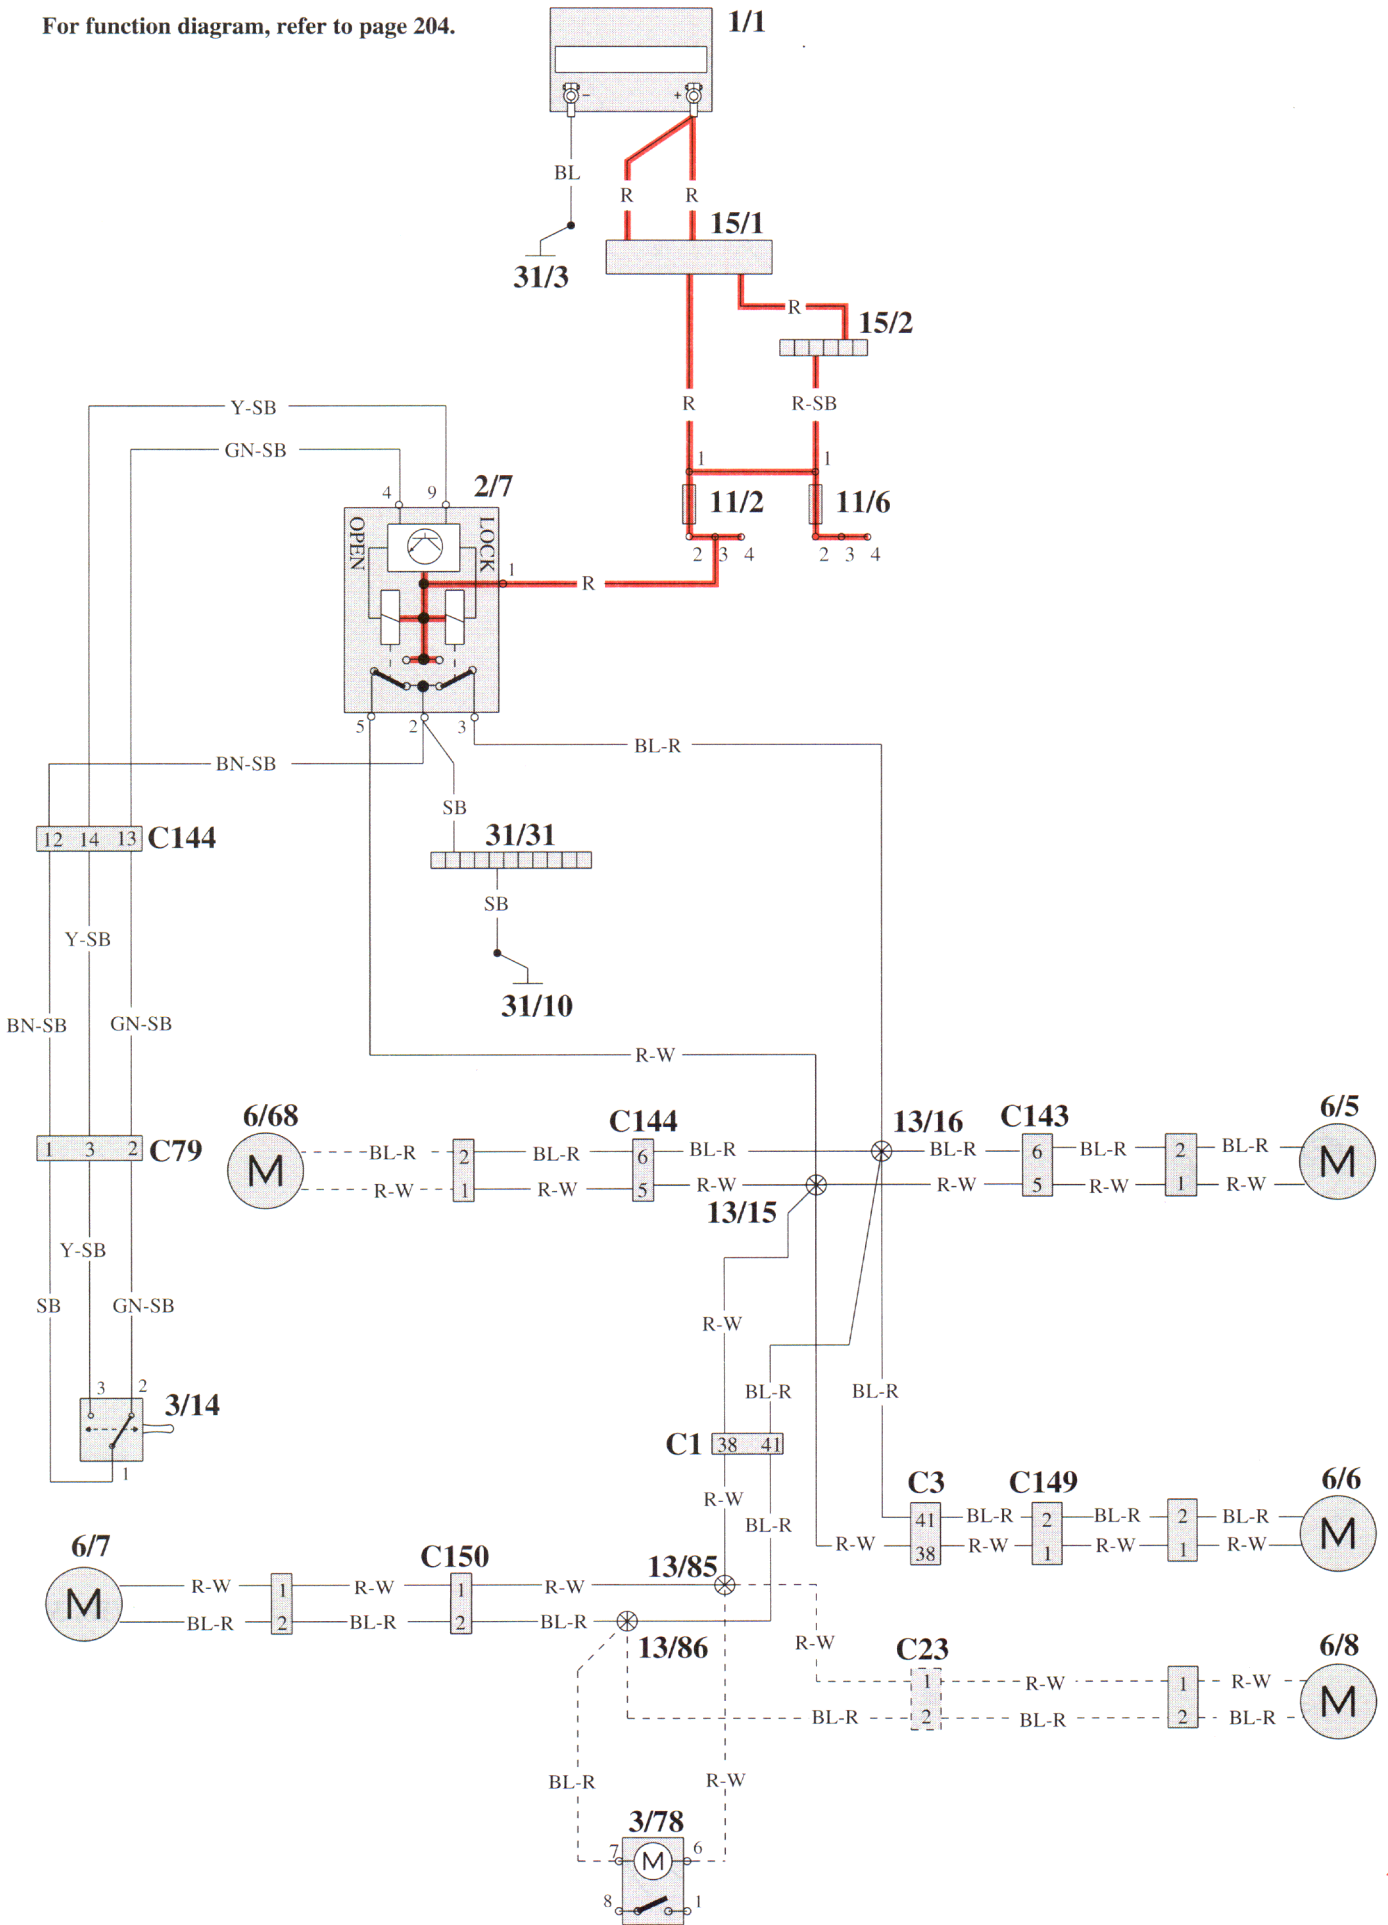 For function diagram, refer to page 204.
1/1
- +
BL R R
15/1
31/3
R
15/2
Y-SB R R-SB
GN-SB
1 1
4 9 2/7
11/2 11/6
OPEN LOCK
2 3 4 2 3 4
1 R
5 2 3
BL-R
BN-SB
SB
12 14 13 C144
31/31
SB
Y-SB
31/10
BN-SB GN-SB
R-W
6/68 C144 13/16 C143 6/5
1 3 2 C79
M BL-R 2 BL-R 6 BL-R BL-R 6 BL-R 2 BL-R M
R-W 1 R-W 5 R-W R-W 5 R-W 1 R-W
13/15
Y-SB
SB GN-SB
R-W
3 2
BL-R BL-R
3/14
C1 38 41
1
C3 C149 6/6
R-W
BL-R
41 BL-R 2 BL-R 2 BL-R M
R-W 38 R-W 1 R-W 1 R-W
6/7 C150 13/85
M R-W 1 R-W 1 R-W
BL-R 2 BL-R 2 BL-R
13/86
R-W
C23 6/8
1 R-W 1 R-W M
BL-R 2 BL-R 2 BL-R
BL-R R-W
3/78
7 M 6
8 1